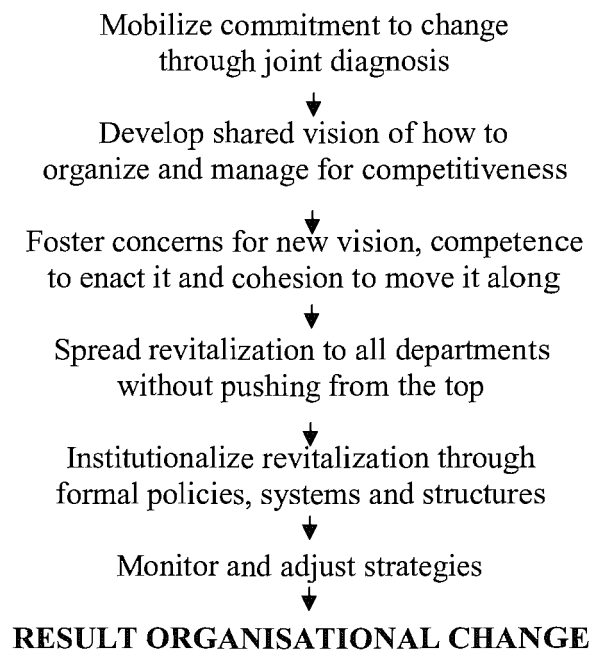 Mobilize commitment to change
through joint diagnosis
Develop shared vision of how to
organize and manage for competitiveness
Foster concerns for new vision, competence
to enact it and cohesion to move it along
Spread revitalization to all departments
without pushing from the top
Institutionalize revitalization through
formal policies, systems and structures
Monitor and adjust strategies
RESULT ORGANISATIONAL CHANGE